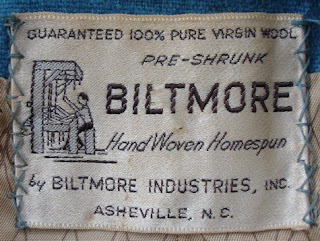 GUARANTEED 100% PURE VIRGIN WOOL
PRE-SHRUNK
BILTMORE
Hand Woven Homespun
by BILTMORE INDUSTRIES, INC.
ASHEVILLE, N.C.